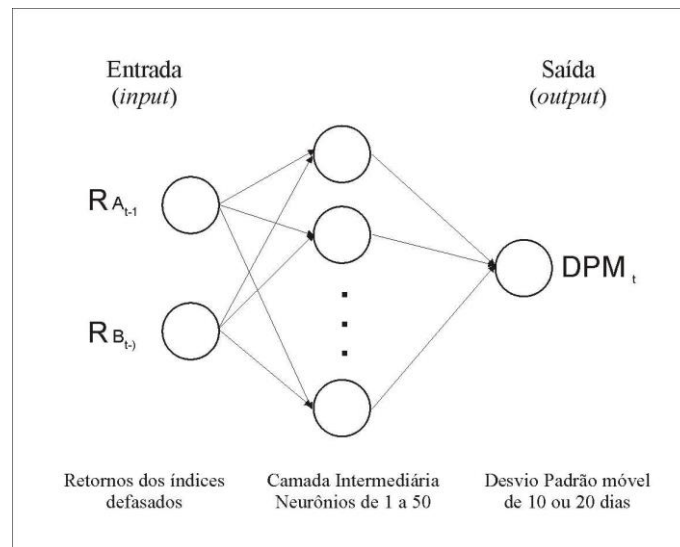 Entrada
(input)
Saída
(output)
R A t-1
R B t-)
DPM t
Retornos dos índices
defasados
Camada Intermediária
Neurônios de 1 a 50
Desvio Padrão móvel
de 10 ou 20 dias